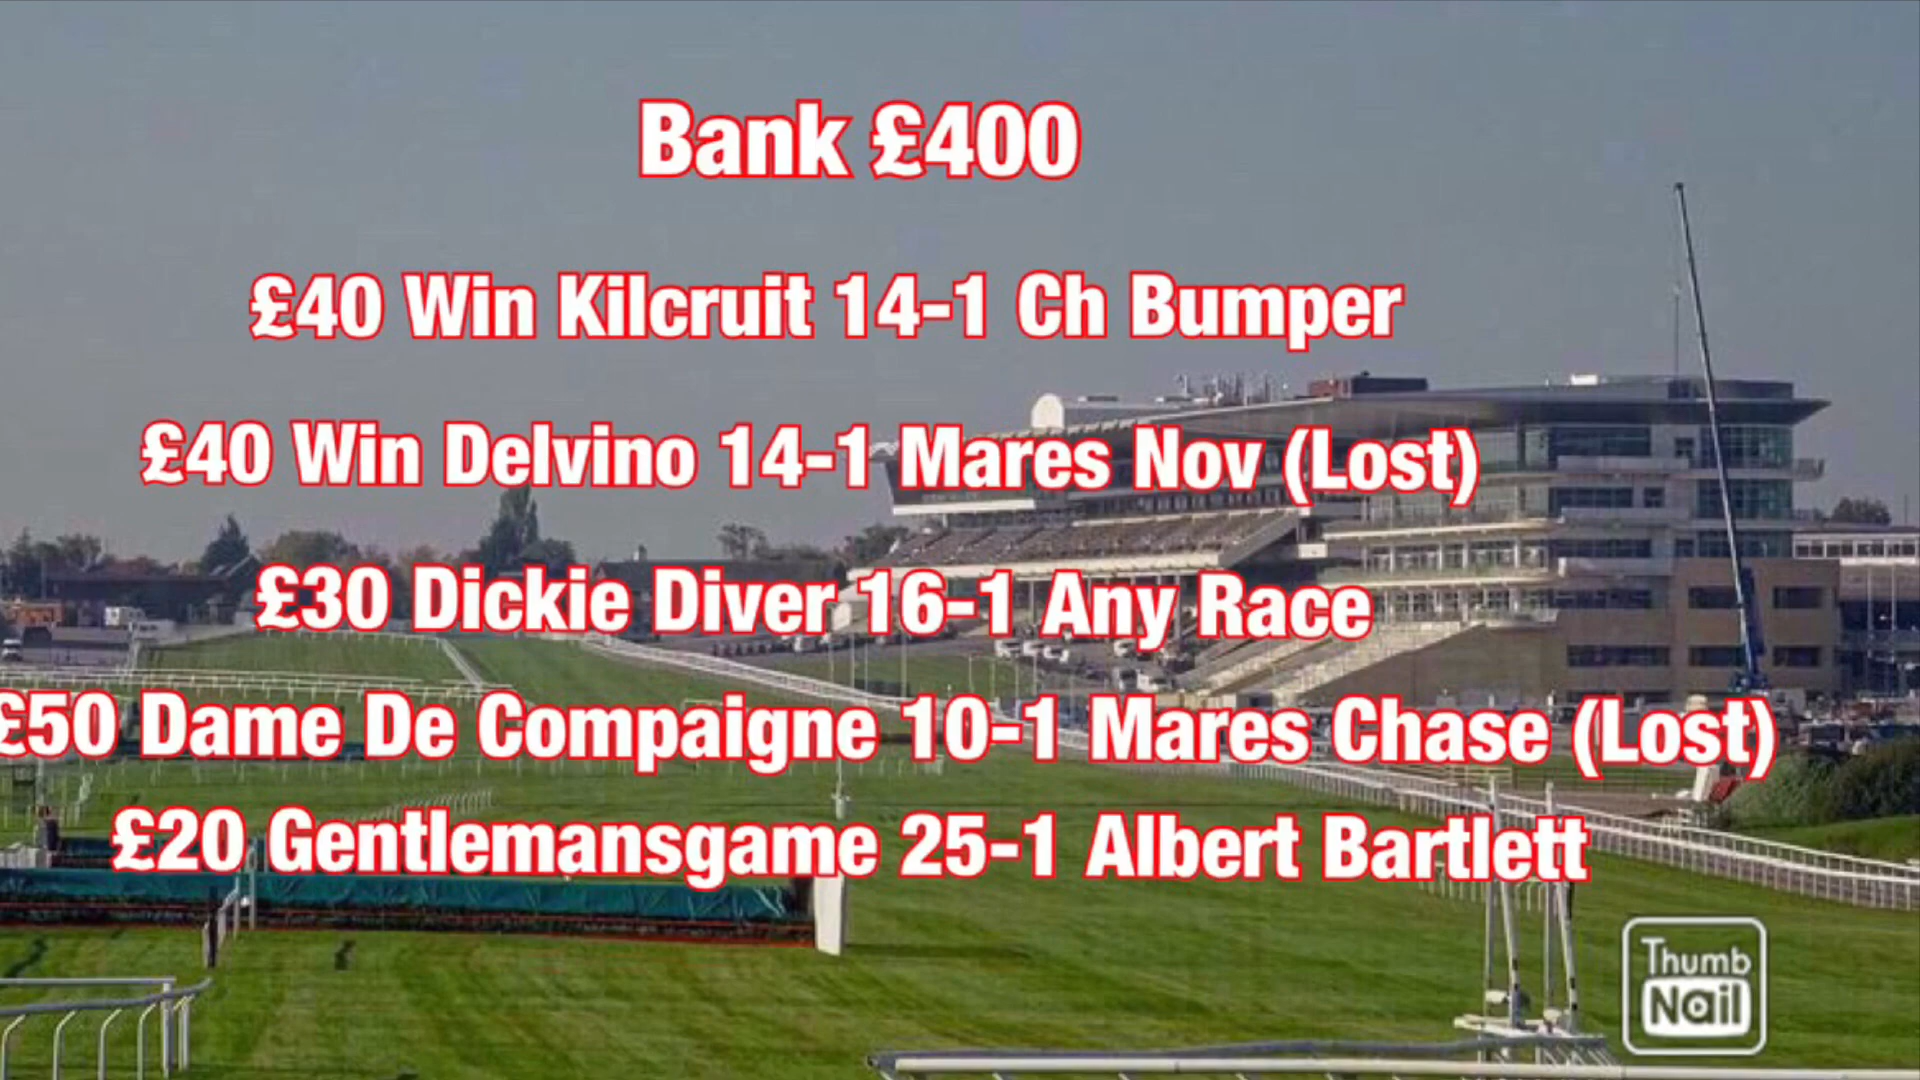 Bank £400
£40 Win Kilcruit 14-1 Ch Bumper
£40 Win Delvino 14-1 Mares Nov (Lost)
£30 Dickie Diver 16-1 Any Race
£50 Dame De Compaigne 10-1 Mares Chase (Lost)
£20 Gentlemansgame 25-1 Albert Bartlett
Thumb
Nail